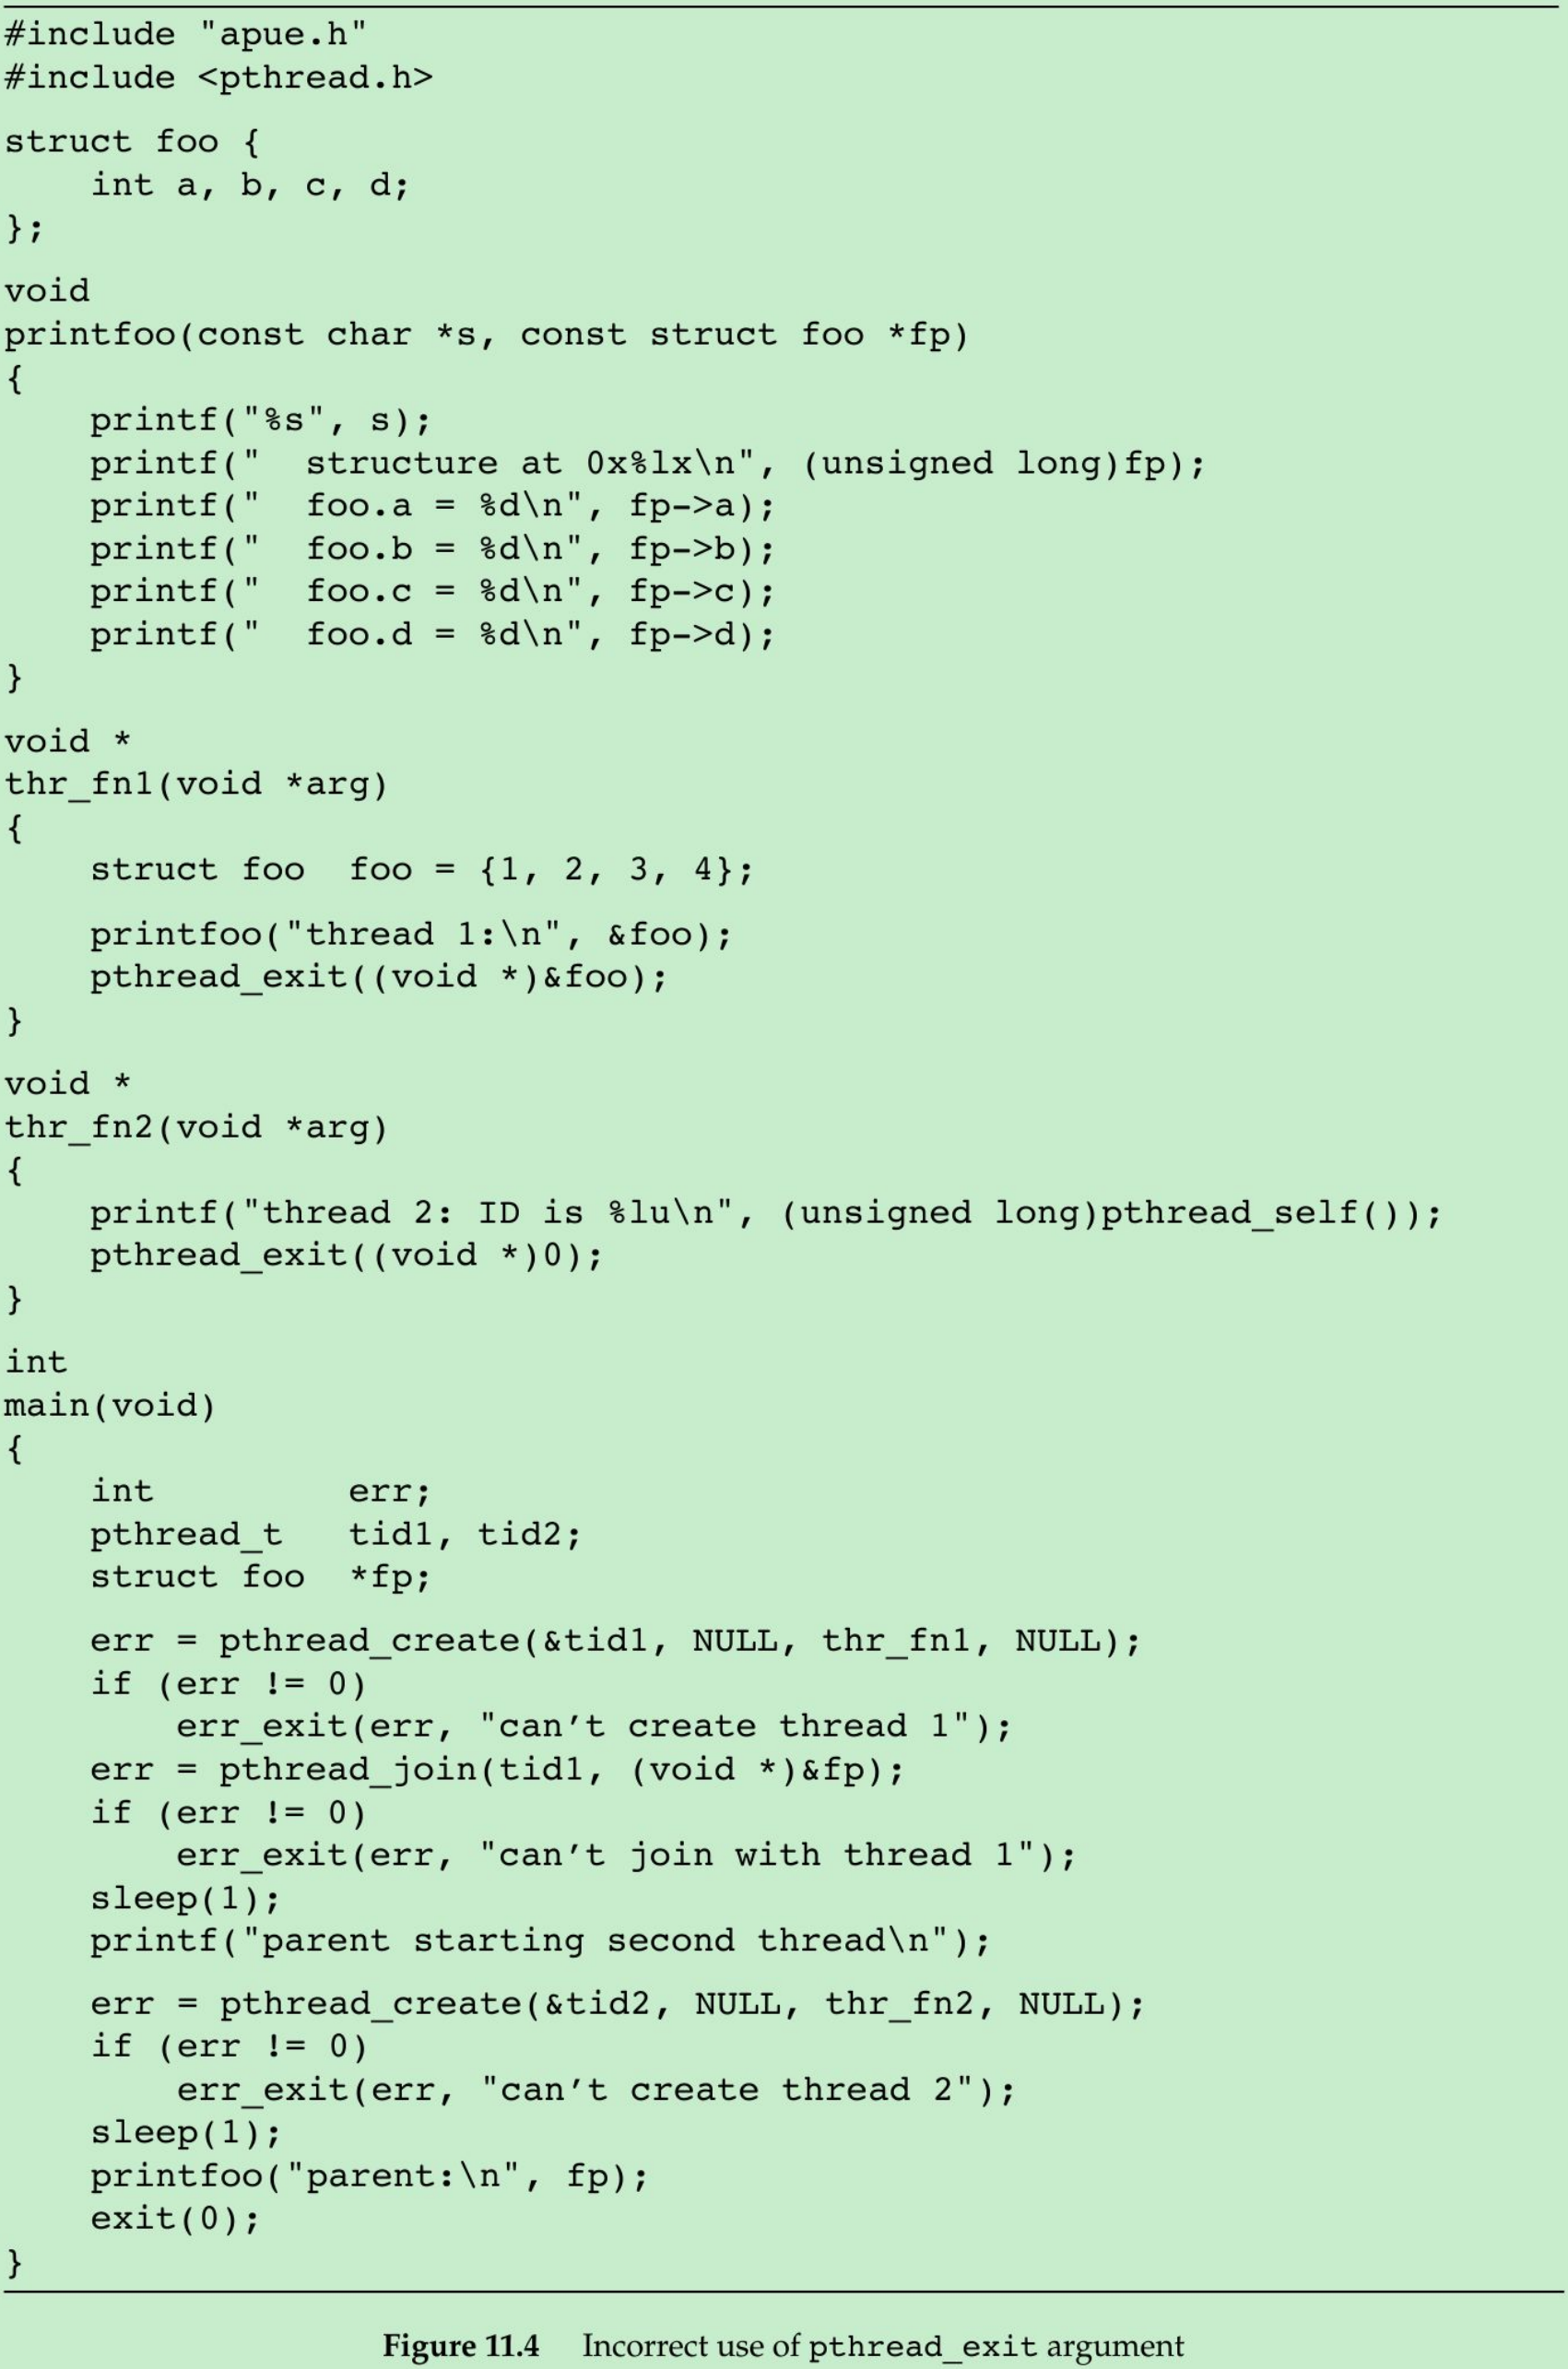 #include "apue.h"
#include <pthread.h>
struct foo {
    int a, b, c, d;
};
void
printfoo(const char *s, const struct foo *fp)
{
    printf("%s", s);
    printf("  structure at 0x%lx\n", (unsigned long)fp);
    printf("  foo.a = %d\n", fp->a);
    printf("  foo.b = %d\n", fp->b);
    printf("  foo.c = %d\n", fp->c);
    printf("  foo.d = %d\n", fp->d);
}
void *
thr_fn1(void *arg)
{
    struct foo  foo = {1, 2, 3, 4};
    printfoo("thread 1:\n", &foo);
    pthread_exit((void *)&foo);
}
void *
thr_fn2(void *arg)
{
    printf("thread 2: ID is %lu\n", (unsigned long)pthread_self());
    pthread_exit((void *)0);
}
int
main(void)
{
    int         err;
    pthread_t   tid1, tid2;
    struct foo  *fp;
    err = pthread_create(&tid1, NULL, thr_fn1, NULL);
    if (err != 0)
        err_exit(err, "can’t create thread 1");
    err = pthread_join(tid1, (void *)&fp);
    if (err != 0)
        err_exit(err, "can’t join with thread 1");
    sleep(1);
    printf("parent starting second thread\n");
    err = pthread_create(&tid2, NULL, thr_fn2, NULL);
    if (err != 0)
        err_exit(err, "can’t create thread 2");
    sleep(1);
    printfoo("parent:\n", fp);
    exit(0);
}
Figure 11.4 Incorrect use of pthread_exit argument